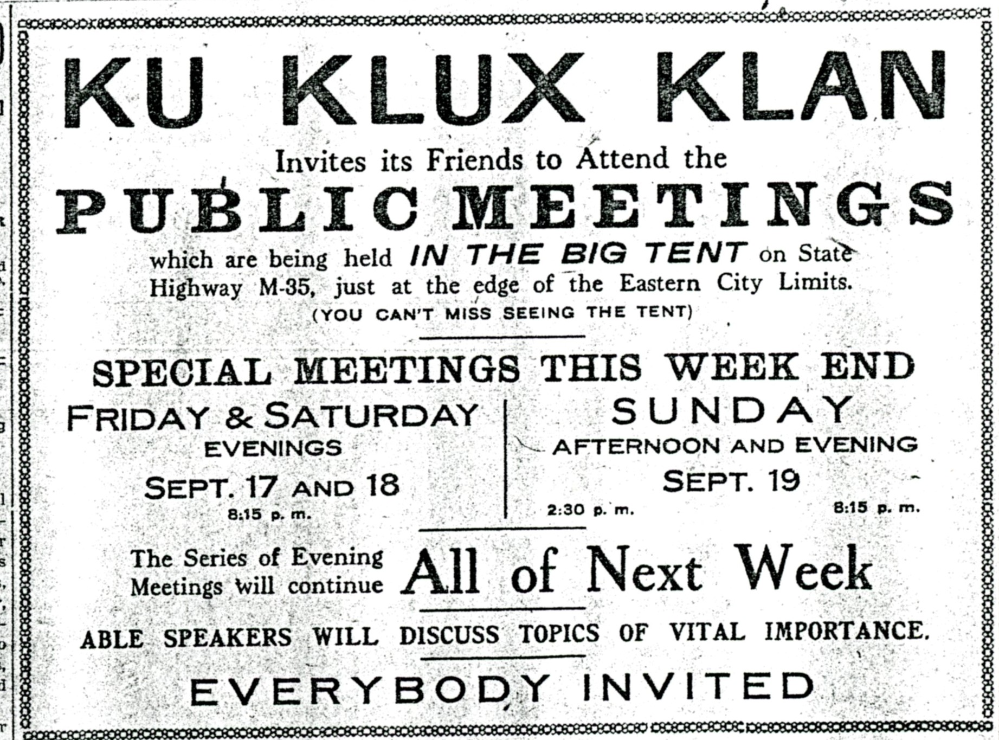 KU KLUX KLAN
Invites its Friends to Attend the
PUBLIC MEETINGS
which are being held IN THE BIG TENT on State
Highway M-35, just at the edge of the Eastern City Limits.
(YOU CAN'T MISS SEEING THE TENT)
SPECIAL MEETINGS THIS WEEK END
FRIDAY & SATURDAY
EVENINGS
SEPT. 17 AND 18
8:15 p. m.
SUNDAY
AFTERNOON AND EVENING
SEPT. 19
2:30 p. m. 8:15 p. m.
The Series of Evening
Meetings will continue
All of Next Week
ABLE SPEAKERS WILL DISCUSS TOPICS OF VITAL IMPORTANCE.
EVERYBODY INVITED